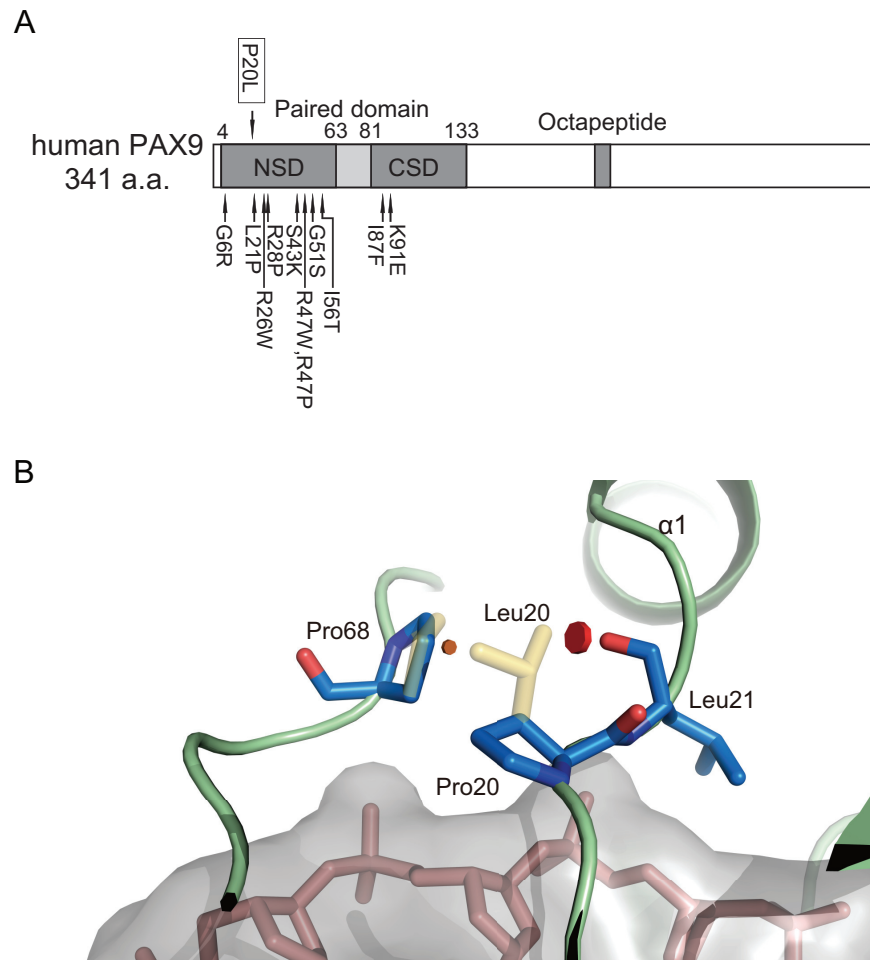 A
P20L
Paired domain
4 63 81 133
Octapeptide
human PAX9
341 a.a.
NSD
CSD
G6R
L21P
R26W
R28P
S43K
R47W,R47P
G51S
I56T
I87F
K91E
B
α1
Leu20
Pro68
Leu21
Pro20